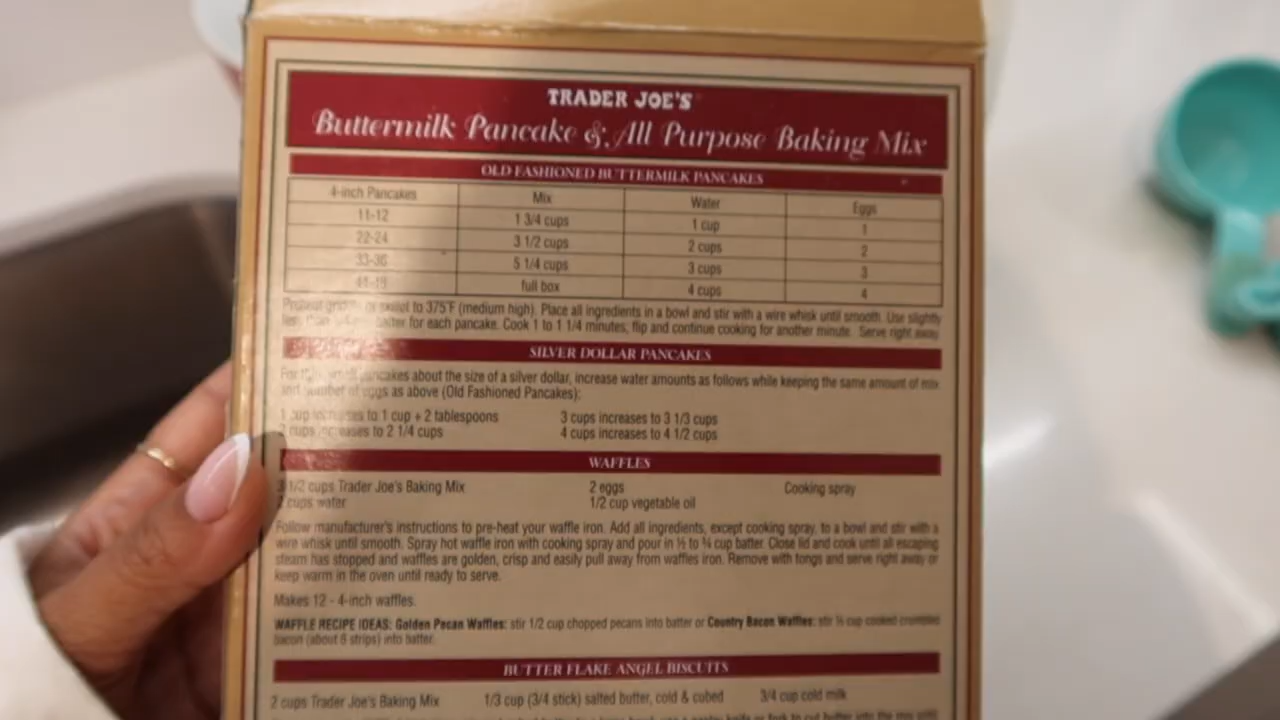 TRADER JOE'S
Buttermilk Pancake & All Purpose Baking Mix
OLD FASHIONED BUTTERMILK PANCAKES
4-inch Pancakes Mix Water Eggs
11-12 1 3/4 cups 1 cup 1
22-24 3 1/2 cups 2 cups 2
33-36 5 1/4 cups 3 cups 3
full box 4 cups 4
to 375°F (medium high). Place all ingredients in a bowl and stir with a wire whisk until smooth. Use slightly
less than batter for each pancake. Cook 1 to 1 1/4 minutes, flip and continue cooking for another minute. Serve right away
SILVER DOLLAR PANCAKES
For pancakes about the size of a silver dollar, increase water amounts as follows while keeping the same amount of mix
and number of eggs as above (Old Fashioned Pancakes):
1 cup increases to 1 cup + 2 tablespoons 3 cups increases to 3 1/3 cups
2 cups increases to 2 1/4 cups 4 cups increases to 4 1/2 cups
WAFFLES
3 1/2 cups Trader Joe's Baking Mix 2 eggs Cooking spray
2 cups water 1/2 cup vegetable oil
Follow manufacturer's instructions to pre-heat your waffle iron. Add all ingredients, except cooking spray, to a bowl and stir with a
wire whisk until smooth. Spray hot waffle iron with cooking spray and pour in ½ to ¾ cup batter. Close lid and cook until all escaping
steam has stopped and waffles are golden, crisp and easily pull away from waffles iron. Remove with tongs and serve right away or
keep warm in the oven until ready to serve.
Makes 12 - 4-inch waffles.
WAFFLE RECIPE IDEAS: Golden Pecan Waffles: stir 1/2 cup chopped pecans into batter or Country Bacon Waffles: stir cup cooked crumbled
bacon (about 6 strips) into batter.
BUTTER FLAKE ANGEL BISCUITS
2 cups Trader Joe's Baking Mix 1/3 cup (3/4 stick) salted butter, cold & cubed 3/4 cup cold milk